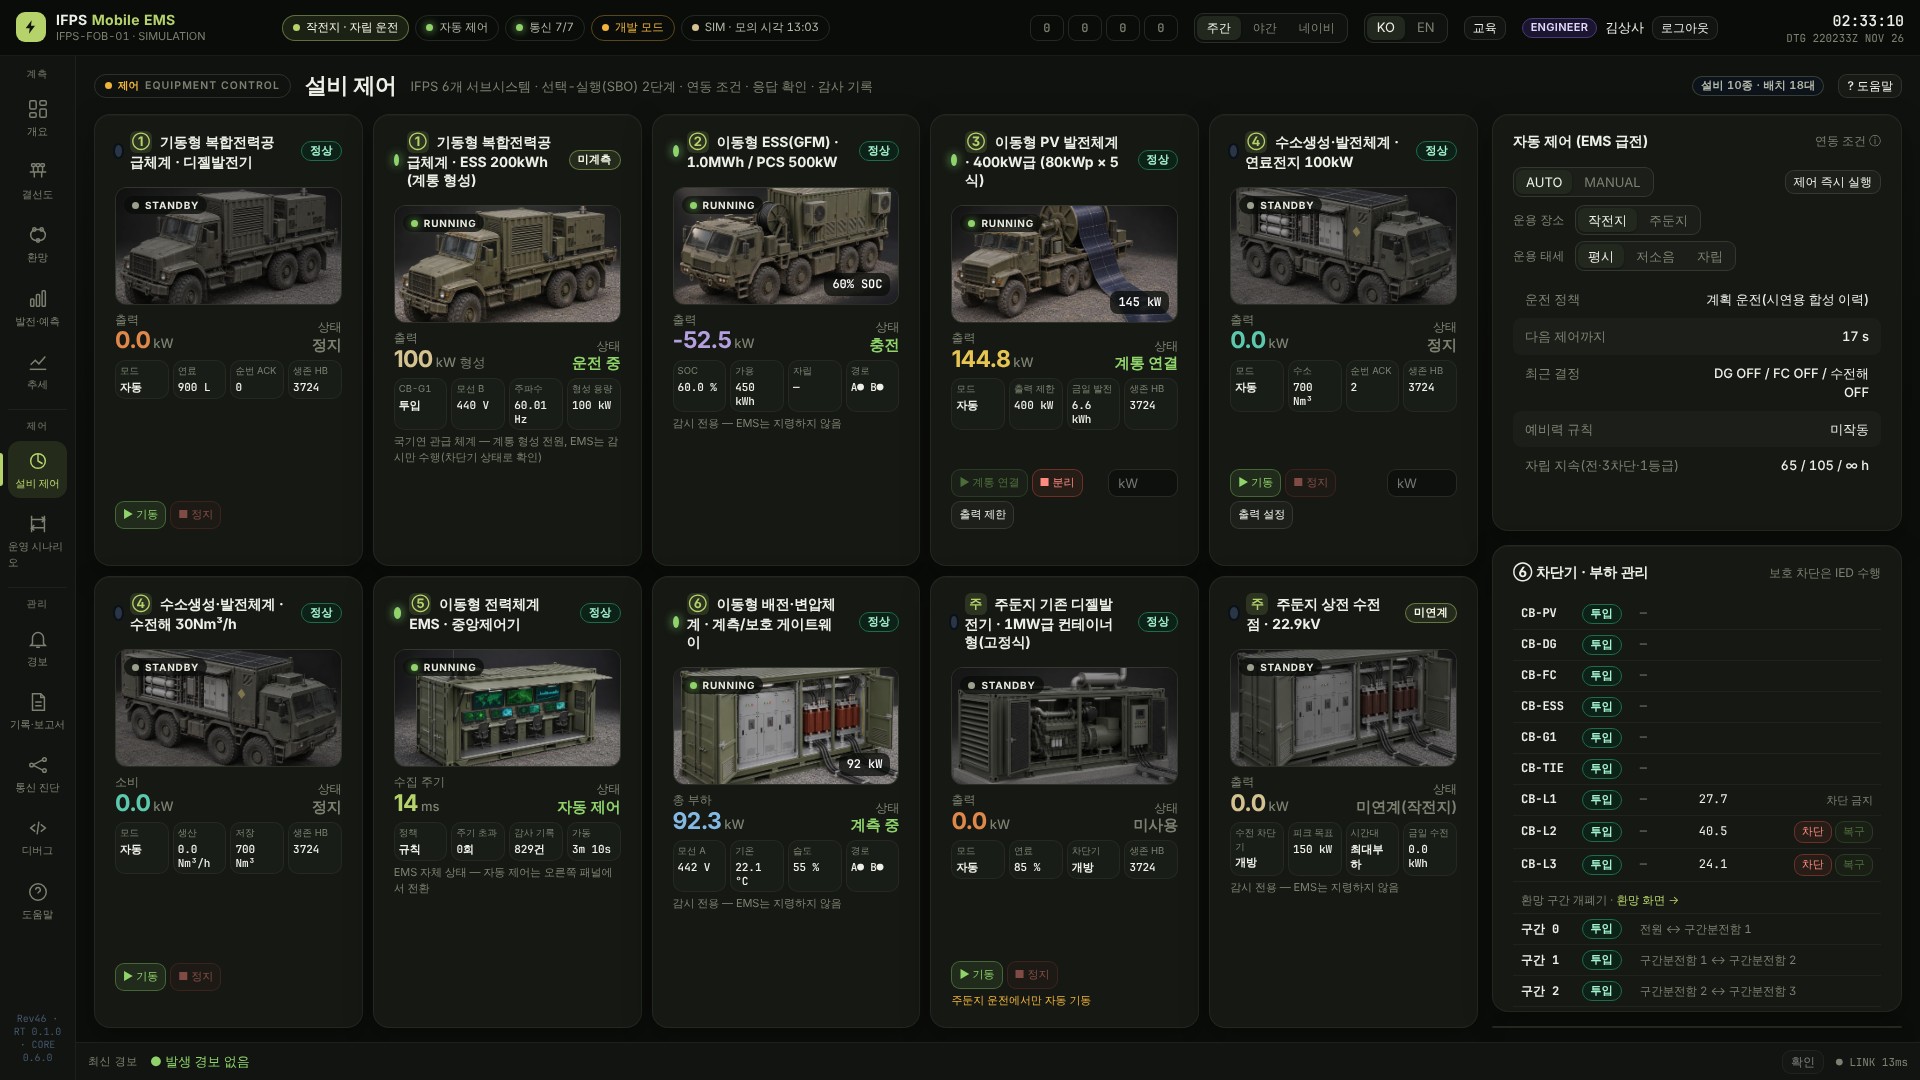 IFPS Mobile EMS
IFPS-FOB-01 · SIMULATION
작전지 · 자립 운전
자동 제어
통신 7/7
개발 모드
SIM · 모의 시각 13:03
0 0 0 0
주간 야간 네이비
KO EN
교육
ENGINEER 김상사 로그아웃
02:33:10
DTG 220233Z NOV 26
계측
개요
결선도
환망
발전·예측
추세
제어
설비 제어
운영 시나리
오
관리
경보
기록·보고서
통신 진단
디버그
도움말
Rev46 ·
RT 0.1.0
· CORE
0.6.0
제어 EQUIPMENT CONTROL
설비 제어
IFPS 6개 서브시스템 · 선택-실행(SBO) 2단계 · 연동 조건 · 응답 확인 · 감사 기록
설비 10종 · 배치 18대
? 도움말
① 기동형 복합전력공
급체계 · 디젤발전기
정상
STANDBY
출력
0.0 kW
상태
정지
모드
자동
연료
900 L
순번 ACK
0
생존 HB
3724
▶ 기동
■ 정지
① 기동형 복합전력공
급체계 · ESS 200kWh
(계통 형성)
미계측
RUNNING
출력
100 kW 형성
상태
운전 중
CB-G1
투입
모선 B
440 V
주파수
60.01
Hz
형성 용량
100 kW
국기연 관급 체계 — 계통 형성 전원, EMS는 감
시만 수행(차단기 상태로 확인)
② 이동형 ESS(GFM) ·
1.0MWh / PCS 500kW
정상
RUNNING
60% SOC
출력
-52.5 kW
상태
충전
SOC
60.0 %
가용
450
kWh
자립
—
경로
A● B●
감시 전용 — EMS는 지령하지 않음
③ 이동형 PV 발전체계
· 400kW급 (80kWp × 5
식)
정상
RUNNING
145 kW
출력
144.8 kW
상태
계통 연결
모드
자동
출력 제한
400 kW
금일 발전
6.6
kWh
생존 HB
3724
▶ 계통 연결
■ 분리
kW
출력 제한
④ 수소생성·발전체계 ·
연료전지 100kW
정상
STANDBY
출력
0.0 kW
상태
정지
모드
자동
수소
700
Nm³
순번 ACK
2
생존 HB
3724
▶ 기동
■ 정지
kW
출력 설정
④ 수소생성·발전체계 ·
수전해 30Nm³/h
정상
STANDBY
소비
0.0 kW
상태
정지
모드
자동
생산
0.0
Nm³/h
저장
700
Nm³
생존 HB
3724
▶ 기동
■ 정지
⑤ 이동형 전력체계
EMS · 중앙제어기
정상
RUNNING
수집 주기
14 ms
상태
자동 제어
정책
규칙
주기 초과
0회
감사 기록
829건
가동
3m 10s
EMS 자체 상태 — 자동 제어는 오른쪽 패널에
서 전환
⑥ 이동형 배전·변압체
계 · 계측/보호 게이트웨
이
정상
RUNNING
92 kW
총 부하
92.3 kW
상태
계측 중
모선 A
442 V
기온
22.1
°C
습도
55 %
경로
A● B●
감시 전용 — EMS는 지령하지 않음
주 주둔지 기존 디젤발
전기 · 1MW급 컨테이너
형(고정식)
정상
STANDBY
출력
0.0 kW
상태
미사용
모드
자동
연료
85 %
차단기
개방
생존 HB
3724
▶ 기동
■ 정지
주둔지 운전에서만 자동 기동
주 주둔지 상전 수전
점 · 22.9kV
미연계
STANDBY
출력
0.0 kW
상태
미연계(작전지)
수전 차단
기
개방
피크 목표
150 kW
시간대
최대부
하
금일 수전
0.0
kWh
감시 전용 — EMS는 지령하지 않음
자동 제어 (EMS 급전)
연동 조건 ⓘ
AUTO MANUAL
제어 즉시 실행
운용 장소 작전지 주둔지
운용 태세 평시 저소음 자립
운전 정책 계획 운전(시연용 합성 이력)
다음 제어까지 17 s
최근 결정 DG OFF / FC OFF / 수전해
OFF
예비력 규칙 미작동
자립 지속(전·3차단·1등급) 65 / 105 / ∞ h
⑥ 차단기 · 부하 관리
보호 차단은 IED 수행
CB-PV 투입 —
CB-DG 투입 —
CB-FC 투입 —
CB-ESS 투입 —
CB-G1 투입 —
CB-TIE 투입 —
CB-L1 투입 — 27.7 차단 금지
CB-L2 투입 — 40.5 차단 복구
CB-L3 투입 — 24.1 차단 복구
환망 구간 개폐기 · 환망 화면 →
구간 0 투입 전원 ↔ 구간분전함 1
구간 1 투입 구간분전함 1 ↔ 구간분전함 2
구간 2 투입 구간분전함 2 ↔ 구간분전함 3
최신 경보
발생 경보 없음
확인
LINK 13ms